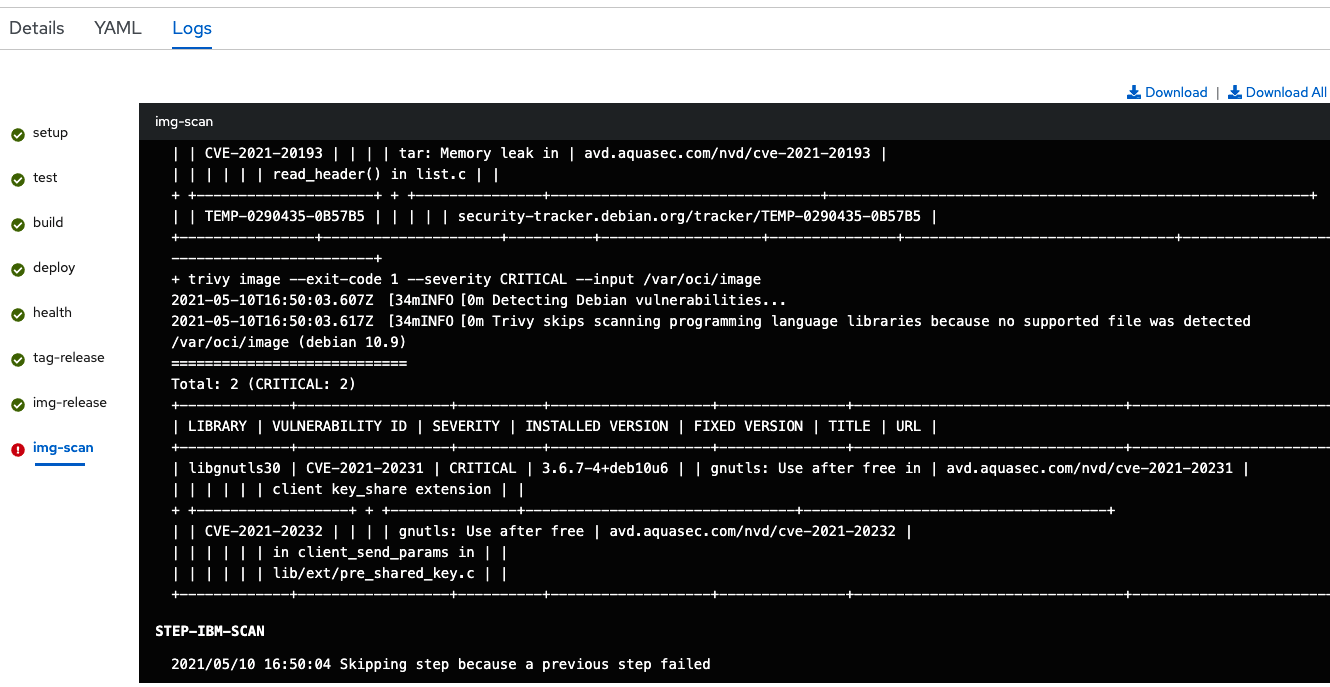 Details YAML Logs
Download | Download All
setup
test
build
deploy
health
tag-release
img-release
img-scan
img-scan
| | CVE-2021-20193 | | | | tar: Memory leak in | avd.aquasec.com/nvd/cve-2021-20193 |
| | | | | | read_header() in list.c | |
+ +----------------------+ + +----------------+---------------------------------+-----------------------------------------------------------+
| | TEMP-0290435-0B57B5 | | | | | security-tracker.debian.org/tracker/TEMP-0290435-0B57B5 |
+-----------------+----------------------+----------+--------------------+----------------+---------------------------------+------------------
------------------------+
+ trivy image --exit-code 1 --severity CRITICAL --input /var/oci/image
2021-05-10T16:50:03.607Z [34mINFO [0m Detecting Debian vulnerabilities...
2021-05-10T16:50:03.617Z [34mINFO [0m Trivy skips scanning programming language libraries because no supported file was detected
/var/oci/image (debian 10.9)
============================
Total: 2 (CRITICAL: 2)
+-------------+------------------+----------+-------------------+---------------+--------------------------------+------------------------
| LIBRARY | VULNERABILITY ID | SEVERITY | INSTALLED VERSION | FIXED VERSION | TITLE | URL |
+-------------+------------------+----------+-------------------+---------------+--------------------------------+------------------------
| libgnutls30 | CVE-2021-20231 | CRITICAL | 3.6.7-4+deb10u6 | | gnutls: Use after free in | avd.aquasec.com/nvd/cve-2021-20231 |
| | | | | | client key_share extension | |
+ +------------------+ + +---------------+--------------------------------+------------------------------------+
| | CVE-2021-20232 | | | | gnutls: Use after free | avd.aquasec.com/nvd/cve-2021-20232 |
| | | | | | in client_send_params in | |
| | | | | | lib/ext/pre_shared_key.c | |
+-------------+------------------+----------+-------------------+---------------+--------------------------------+------------------------
STEP-IBM-SCAN
2021/05/10 16:50:04 Skipping step because a previous step failed